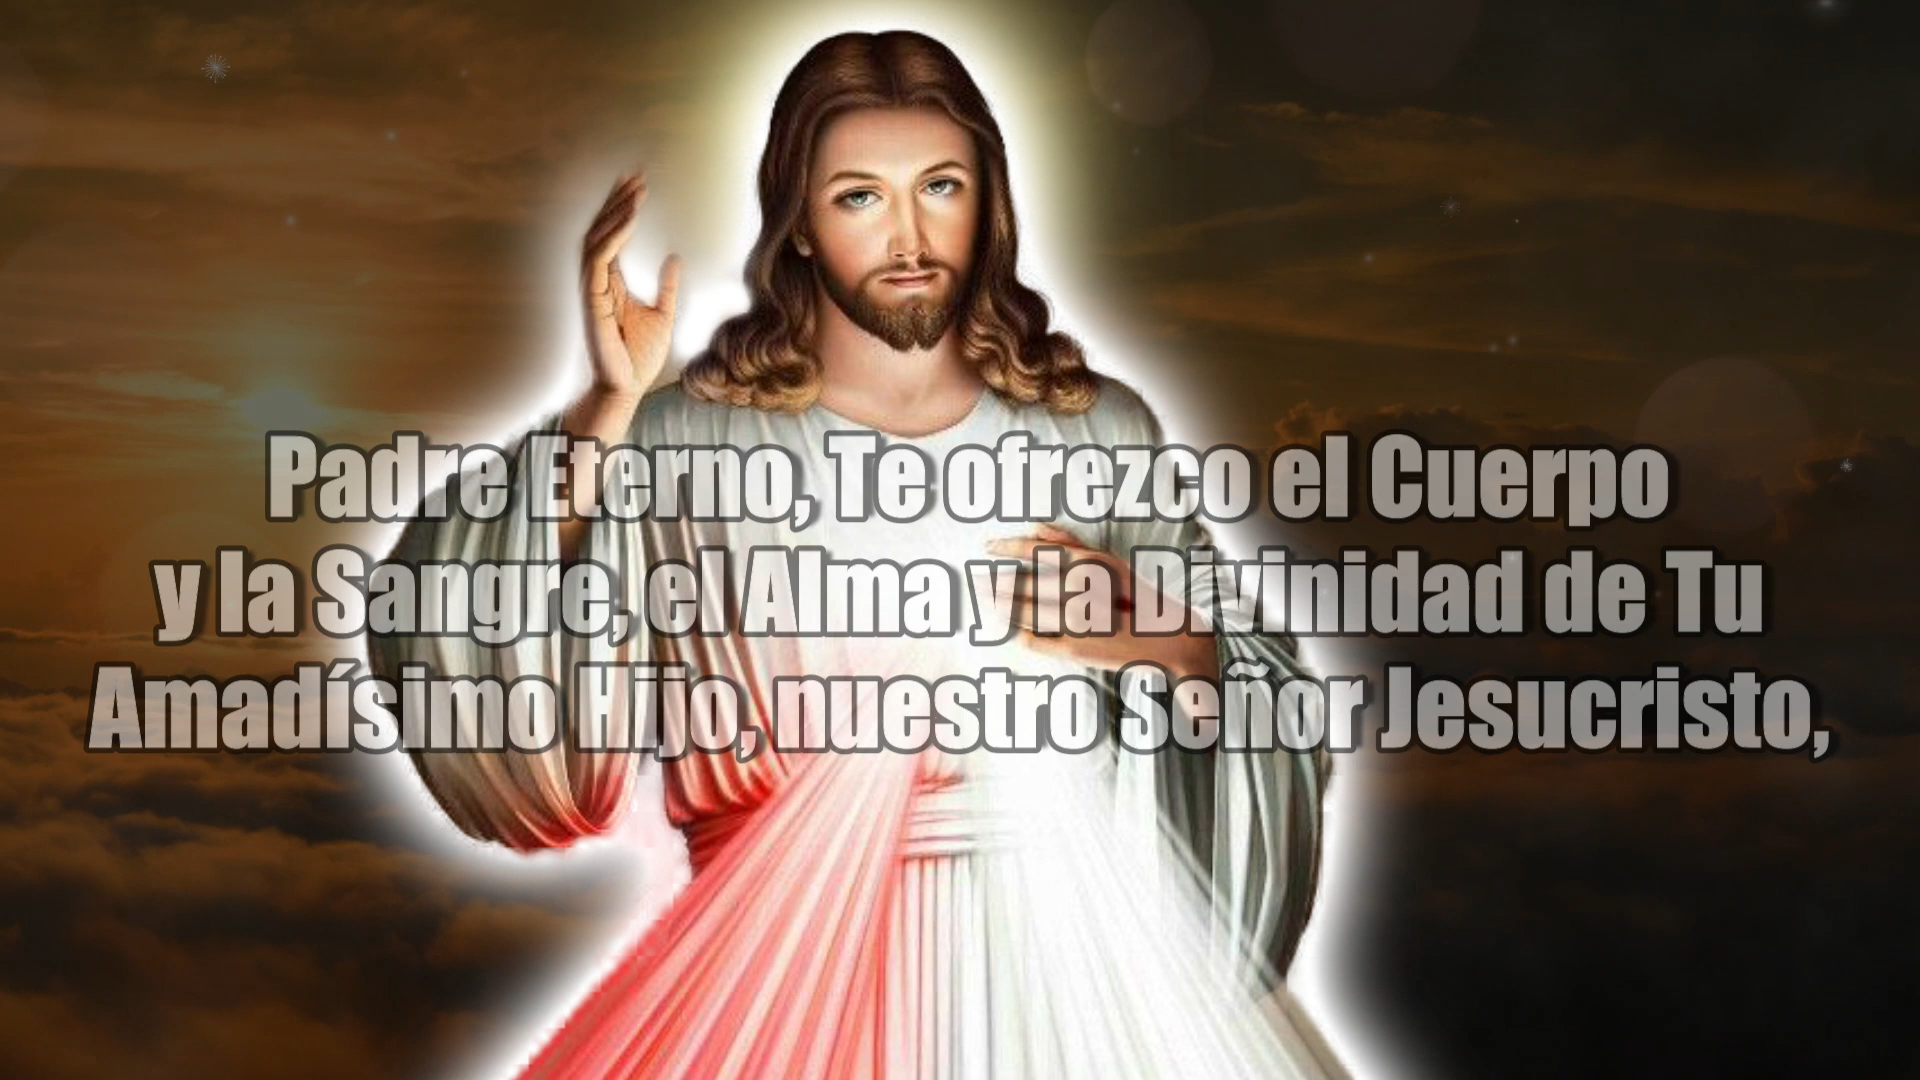 Padre Eterno, Te ofrezco el Cuerpo
y la Sangre, el Alma y la Divinidad de Tu
Amadísimo Hijo, nuestro Señor Jesucristo,